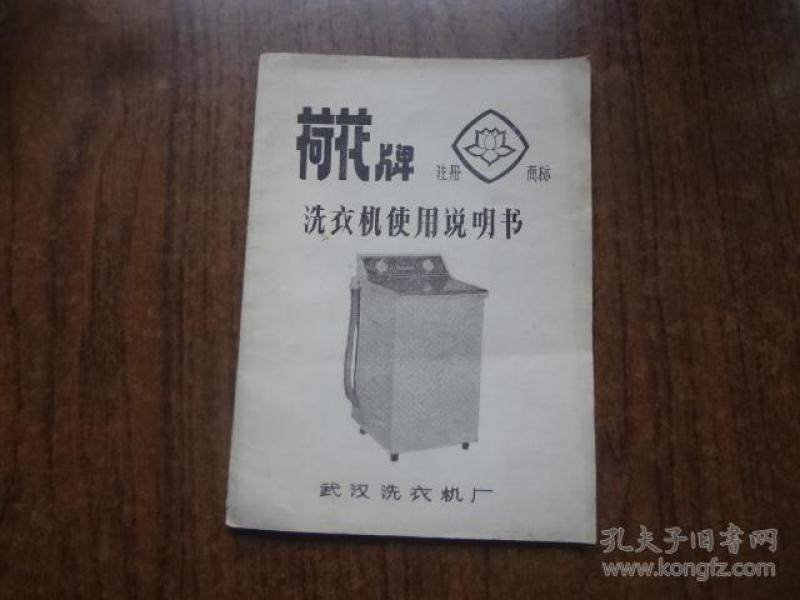 荷花牌
注册 商标
洗衣机使用说明书
武汉洗衣机厂
孔夫子旧书网
www.kongfz.com